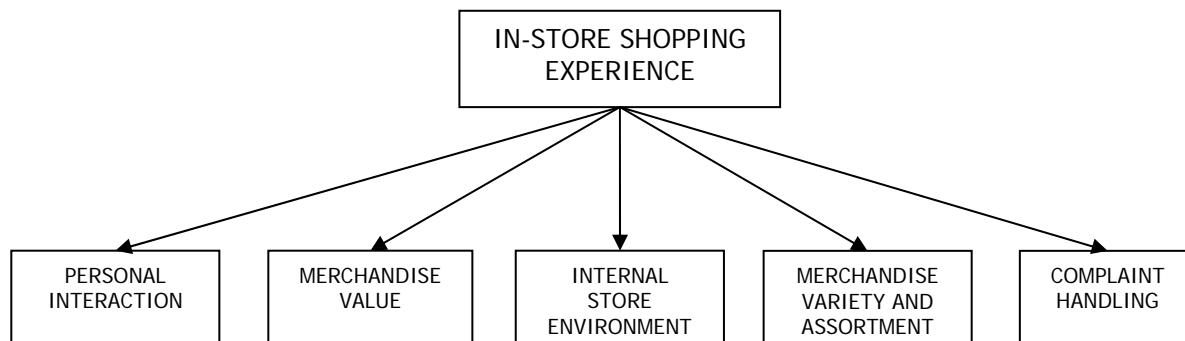 IN-STORE SHOPPING
EXPERIENCE
PERSONAL
INTERACTION
MERCHANDISE
VALUE
INTERNAL
STORE
ENVIRONMENT
MERCHANDISE
VARIETY AND
ASSORTMENT
COMPLAINT
HANDLING